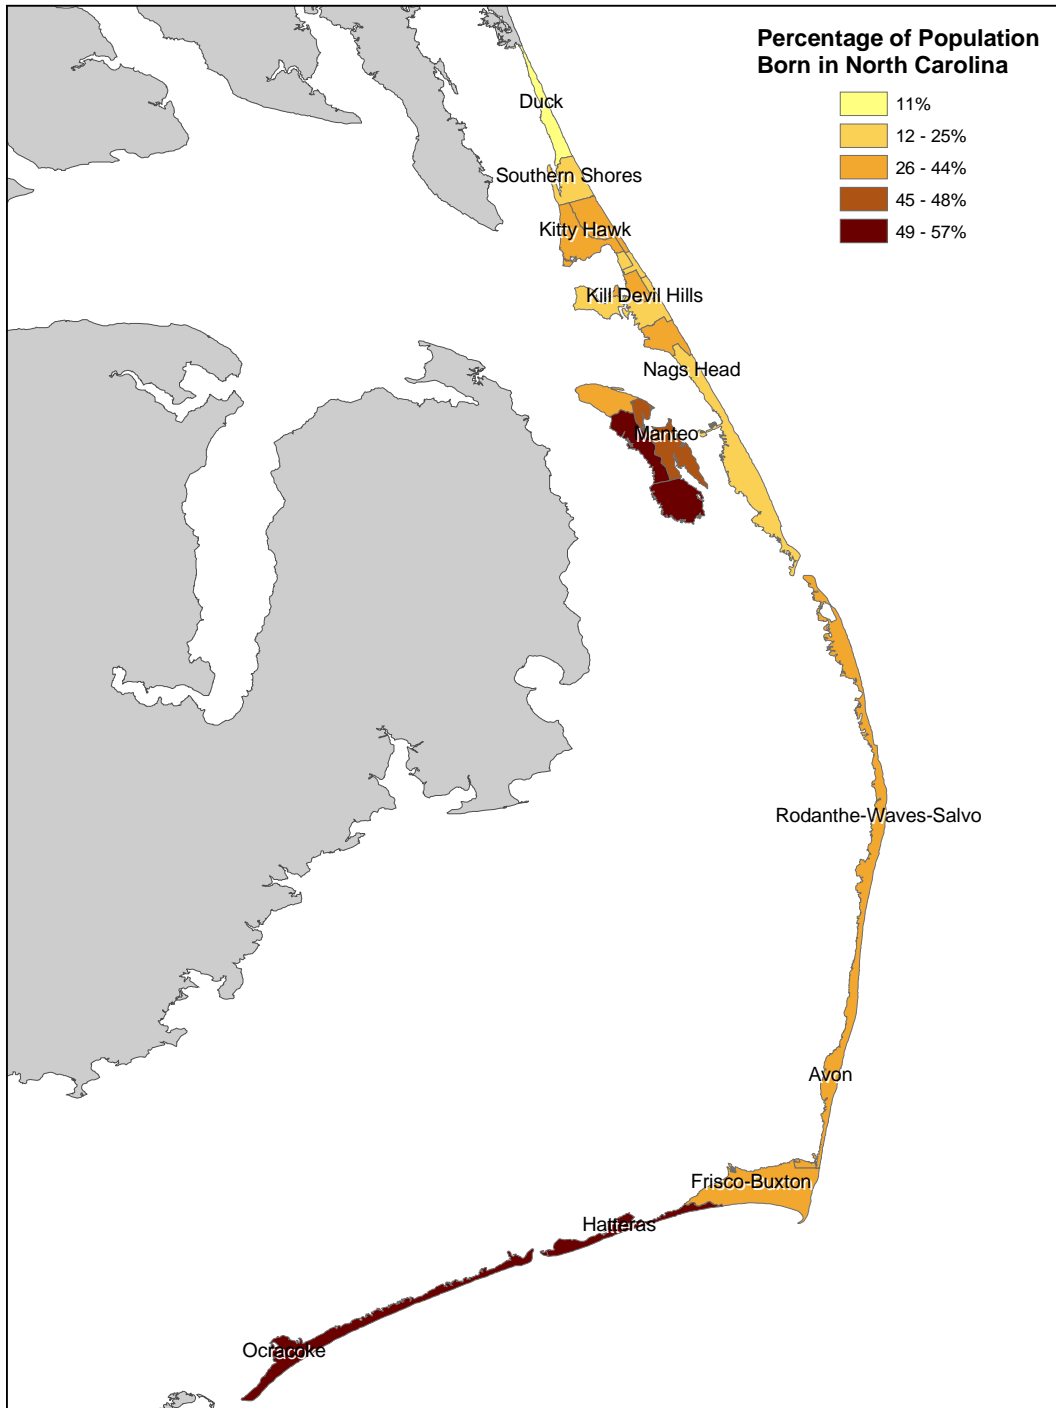 Percentage of Population
Born in North Carolina
11%
12 - 25%
26 - 44%
45 - 48%
49 - 57%
Duck
Southern Shores
Kitty Hawk
Kill Devil Hills
Nags Head
Manteo
Rodanthe-Waves-Salvo
Avon
Frisco-Buxton
Hatteras
Ocracoke